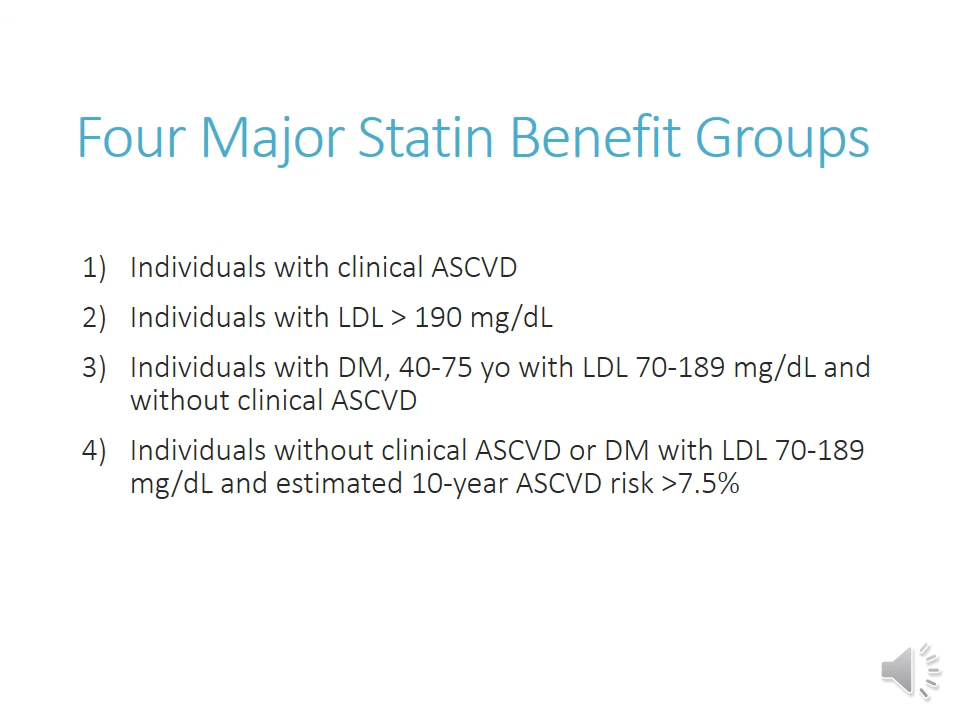 Four Major Statin Benefit Groups
1) Individuals with clinical ASCVD
2) Individuals with LDL > 190 mg/dL
3) Individuals with DM, 40-75 yo with LDL 70-189 mg/dL and
without clinical ASCVD
4) Individuals without clinical ASCVD or DM with LDL 70-189
mg/dL and estimated 10-year ASCVD risk >7.5%